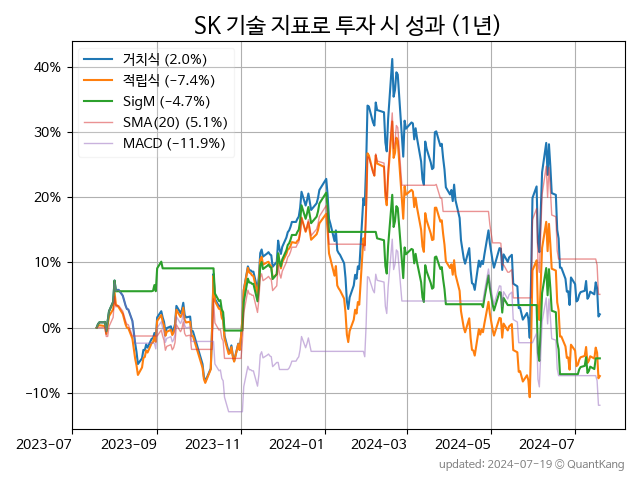 SK 기술 지표로 투자 시 성과 (1년)
거치식 (2.0%)
적립식 (−7.4%)
SigM (−4.7%)
SMA(20) (5.1%)
MACD (−11.9%)
40%
30%
20%
10%
0%
−10%
2023-07 2023-09 2023-11 2024-01 2024-03 2024-05 2024-07
updated: 2024-07-19 © QuantKang